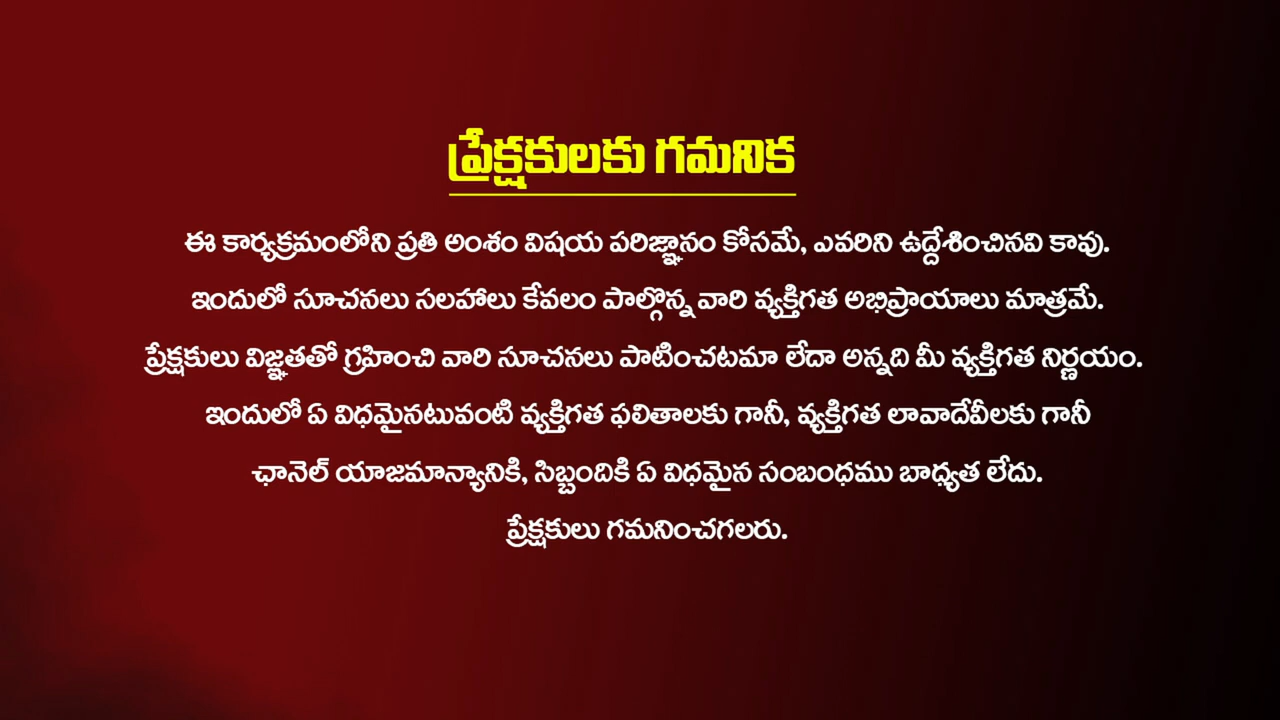 ప్రేక్షకులకు గమనిక
ఈ కార్యక్రమంలోని ప్రతి అంశం విషయ పరిజ్ఞానం కోసమే, ఎవరిని ఉద్దేశించినవి కావు.
ఇందులో సూచనలు సలహాలు కేవలం పాల్గొన్న వారి వ్యక్తిగత అభిప్రాయాలు మాత్రమే.
ప్రేక్షకులు విజ్ఞతతో గ్రహించి వారి సూచనలు పాటించటమా లేదా అన్నది మీ వ్యక్తిగత నిర్ణయం.
ఇందులో ఏ విధమైనటువంటి వ్యక్తిగత ఫలితాలకు గానీ, వ్యక్తిగత లావాదేవీలకు గానీ
ఛానెల్ యాజమాన్యానికి, సిబ్బందికి ఏ విధమైన సంబంధము బాధ్యత లేదు.
ప్రేక్షకులు గమనించగలరు.